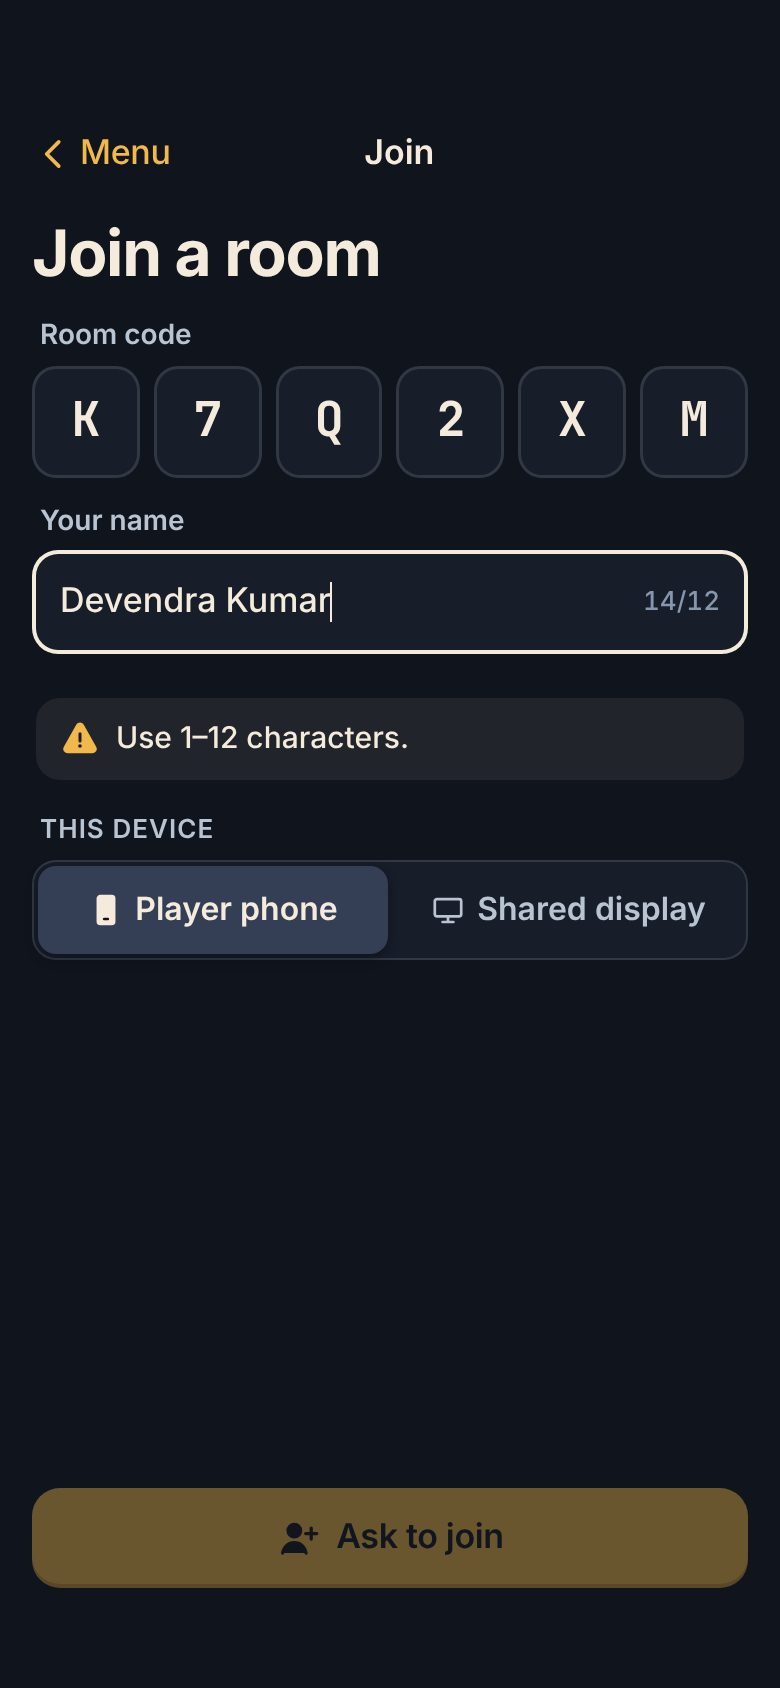 Menu
Join
Join a room
Room code
K 7 Q 2 X M
Your name
Devendra Kumar 14/12
Use 1–12 characters.
THIS DEVICE
Player phone
Shared display
Ask to join